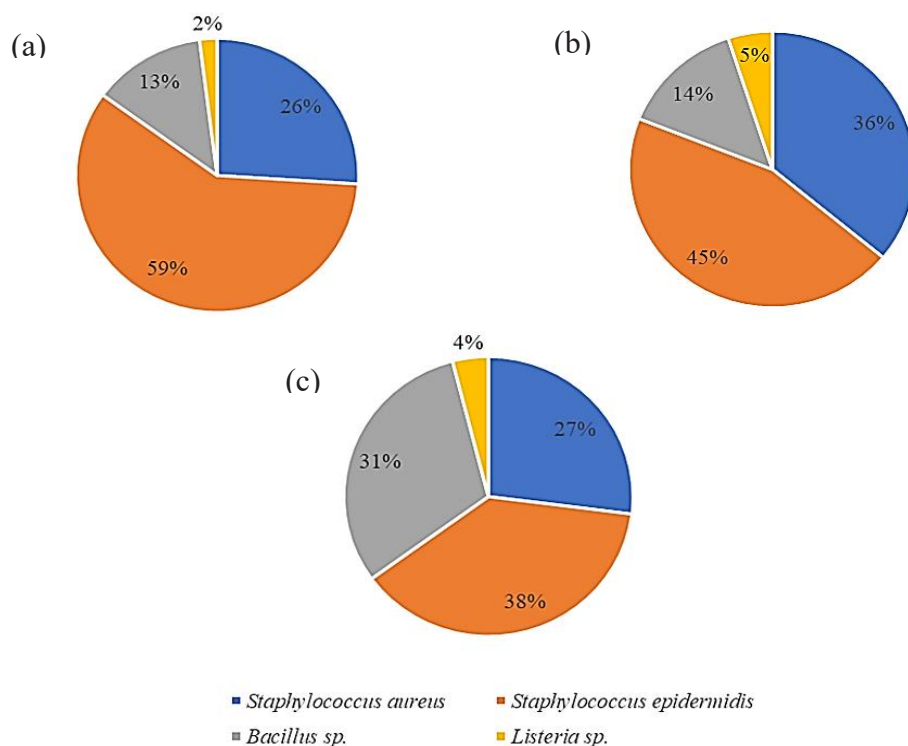 2%
(a)
(b)
13%
26%
5%
14%
36%
59%
45%
4%
(c)
27%
31%
38%
Staphylococcus aureus Staphylococcus epidermidis
Bacillus sp. Listeria sp.